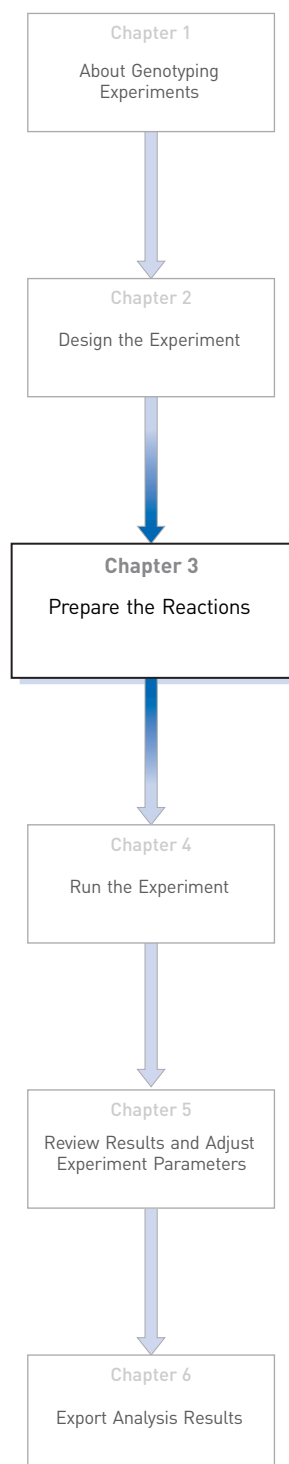 Chapter 1
About Genotyping
Experiments
Chapter 2
Design the Experiment
Chapter 3
Prepare the Reactions
Chapter 4
Run the Experiment
Chapter 5
Review Results and Adjust
Experiment Parameters
Chapter 6
Export Analysis Results